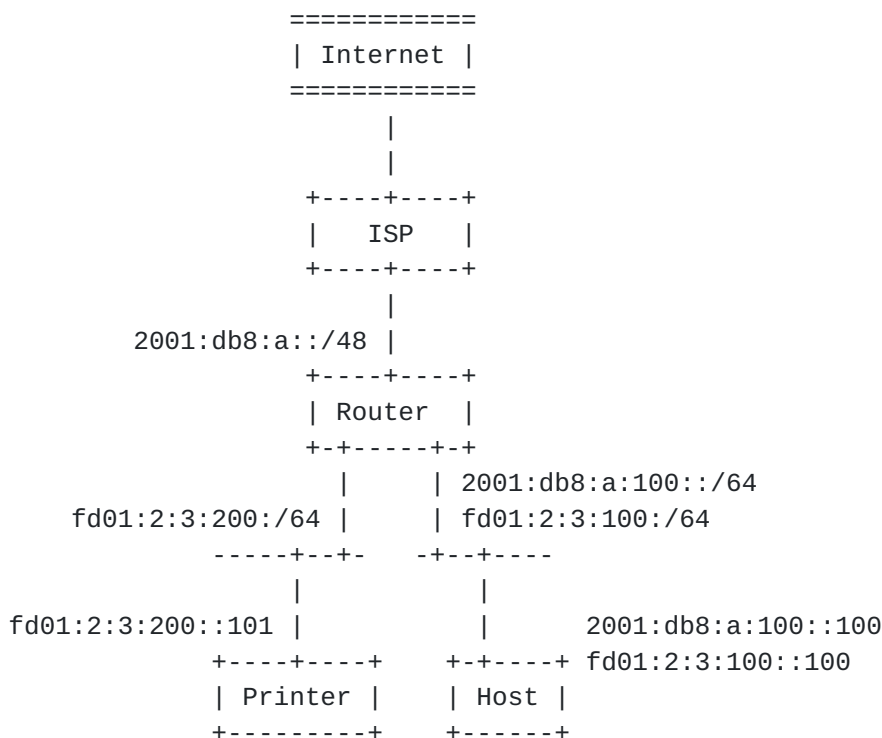 ============
| Internet |
============
|
|
+----+----+
|   ISP   |
+----+----+
|
2001:db8:a::/48 |
+----+----+
| Router  |
+-+-----+-+
|     | 2001:db8:a:100::/64
fd01:2:3:200:/64 |     | fd01:2:3:100:/64
-----+--+-   -+--+----
|           |
fd01:2:3:200::101 |           |      2001:db8:a:100::100
+----+----+    +-+----+ fd01:2:3:100::100
| Printer |    | Host |
+---------+    +------+